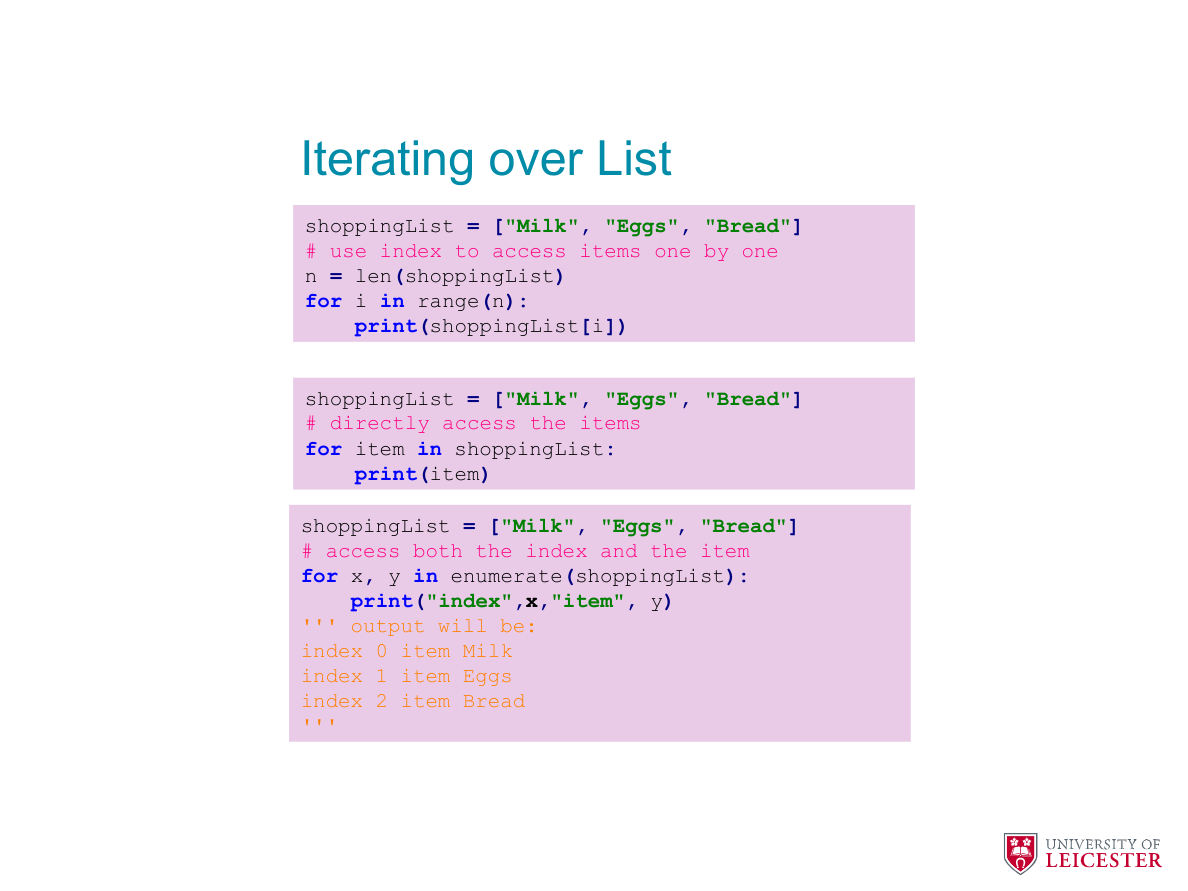 Iterating over List
shoppingList = ["Milk", "Eggs", "Bread"]
# use index to access items one by one
n = len(shoppingList)
for i in range(n):
    print(shoppingList[i])
shoppingList = ["Milk", "Eggs", "Bread"]
# directly access the items
for item in shoppingList:
    print(item)
shoppingList = ["Milk", "Eggs", "Bread"]
# access both the index and the item
for x, y in enumerate(shoppingList):
    print("index",x,"item", y)
''' output will be:
index 0 item Milk
index 1 item Eggs
index 2 item Bread
'''
UNIVERSITY OF
LEICESTER